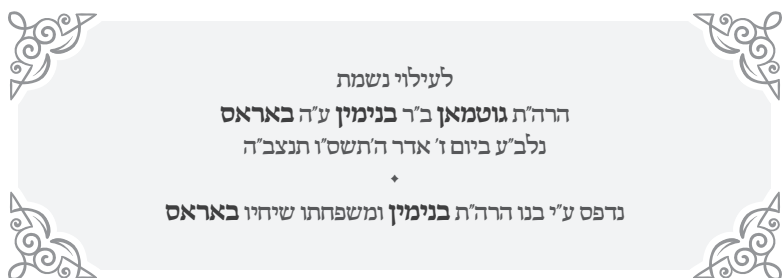 לעילוי נשמת
הרה״ת גוטמאן ב״ר בנימין ע״ה באראס
נלב״ע ביום ז׳ אדר ה׳תשס״ו תנצב״ה
נדפס ע״י בנו הרה״ת בנימין ומשפחתו שיחיו באראס